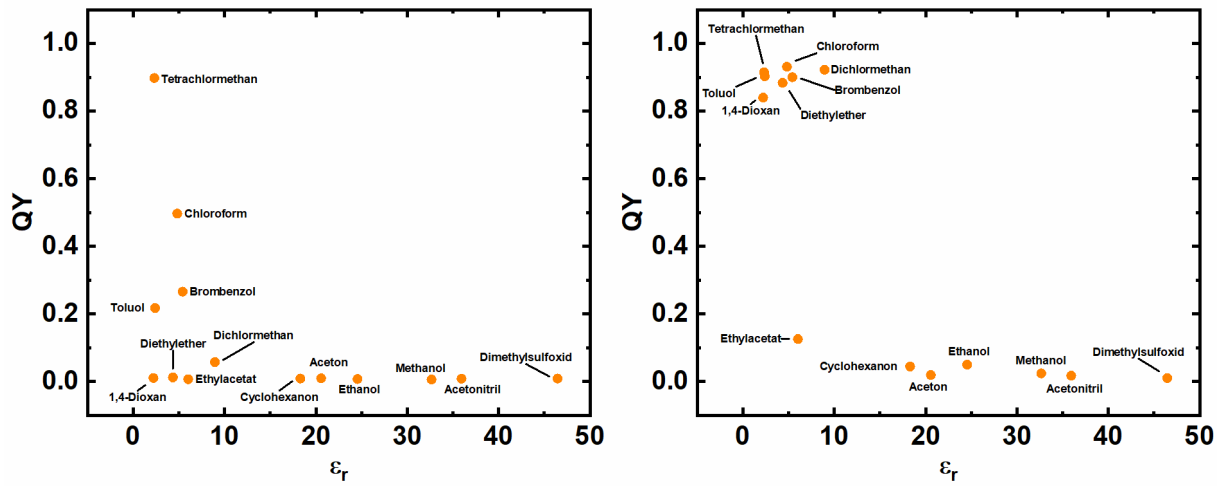 1.0
Tetrachlormethan
0.8
0.6
QY
Chloroform
0.4
Brombenzol
Toluol
0.2
Diethylether
Dichlormethan
Aceton
Methanol
Dimethylsulfoxid
0.0
1,4-Dioxan
Ethylacetat
Cyclohexanon
Ethanol
Acetonitril
0
10
20
30
40
50
εr
Tetrachlormethan
1.0
Chloroform
Dichlormethan
Toluol
Brombenzol
1,4-Dioxan
Diethylether
0.8
0.6
QY
0.4
0.2
Ethylacetat
Cyclohexanon
Ethanol
Methanol
Dimethylsulfoxid
0.0
Aceton
Acetonitril
0
10
20
30
40
50
εr